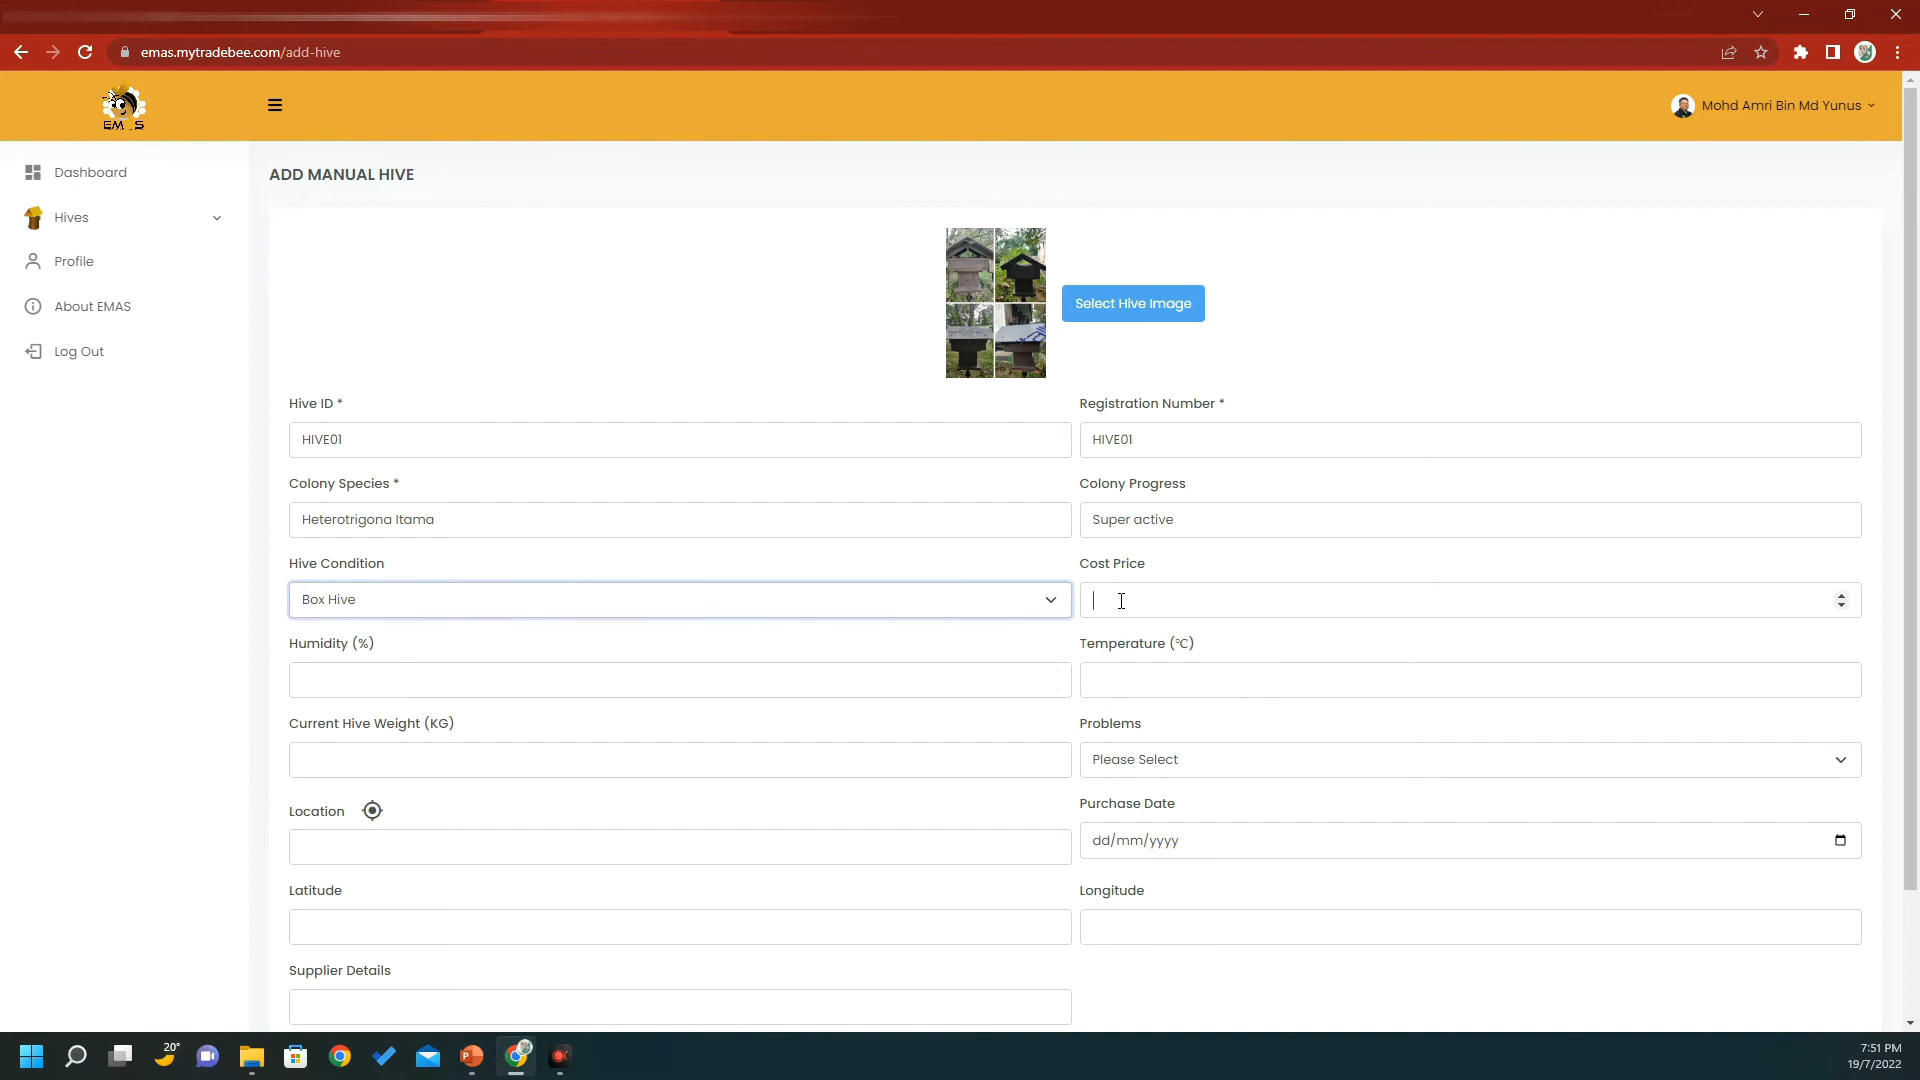 emas.mytradebee.com/add-hive
EMAS
Mohd Amri Bin Md Yunus
Dashboard
Hives
Profile
About EMAS
Log Out
ADD MANUAL HIVE
Select Hive Image
Hive ID *
Registration Number *
HIVE01
HIVE01
Colony Species *
Colony Progress
Heterotrigona Itama
Super active
Hive Condition
Cost Price
Box Hive
Humidity (%)
Temperature (°C)
Current Hive Weight (KG)
Problems
Please Select
Location
Purchase Date
dd/mm/yyyy
Latitude
Longitude
Supplier Details
20°
7:51 PM
19/7/2022